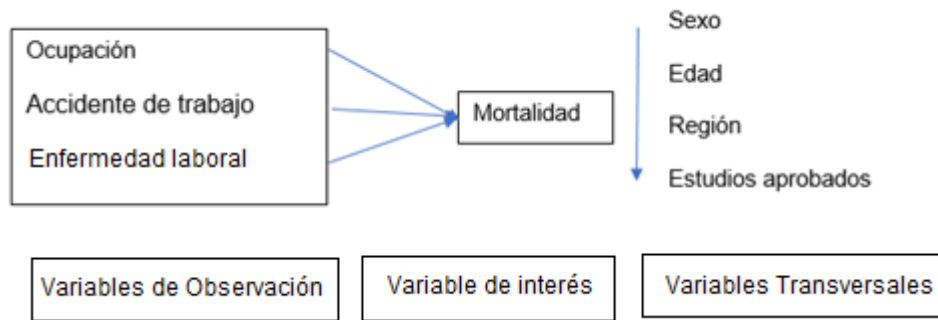 Ocupación
Accidente de trabajo
Enfermedad laboral
Mortalidad
Sexo
Edad
Región
Estudios aprobados
Variables de Observación
Variable de interés
Variables Transversales